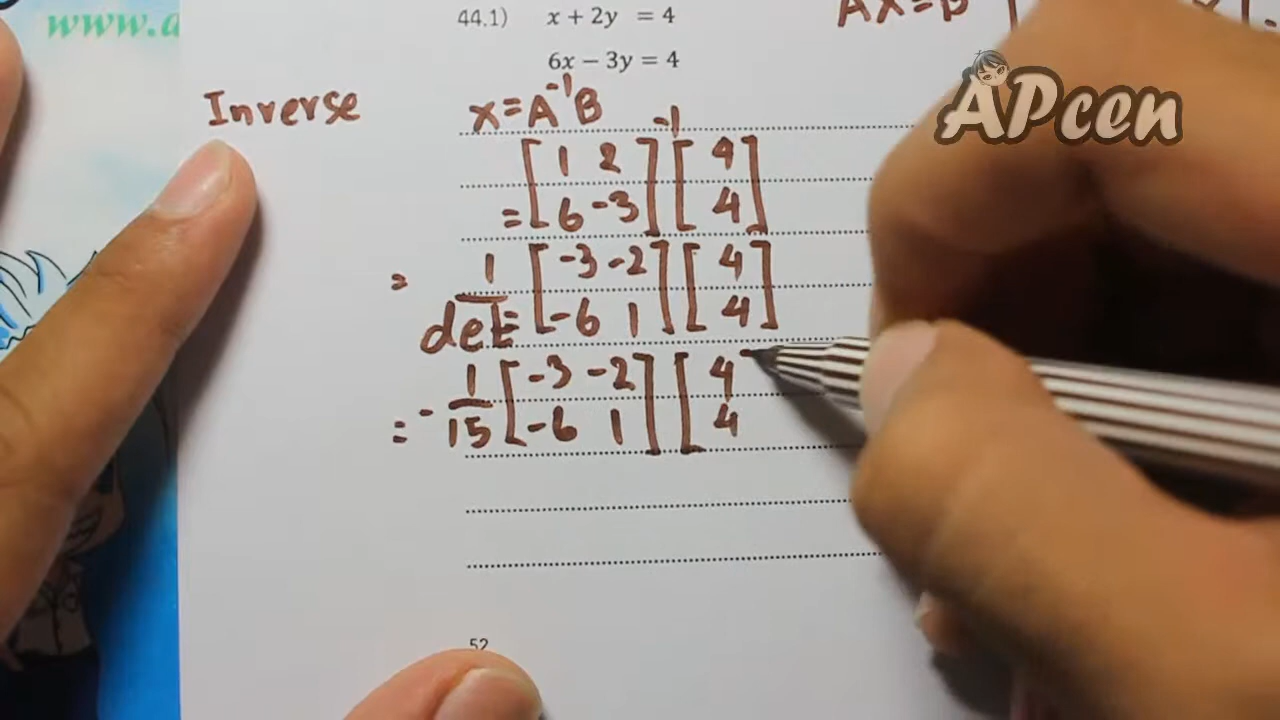 www.a
44.1) x + 2y = 4
AX=B
6x − 3y = 4
APcen
Inverse
x=A⁻¹B
= [1 2; 6 -3]⁻¹ [4; 4]
= 1/det [-3 -2; -6 1] [4; 4]
= - 1/15 [-3 -2; -6 1] [4; 4
52